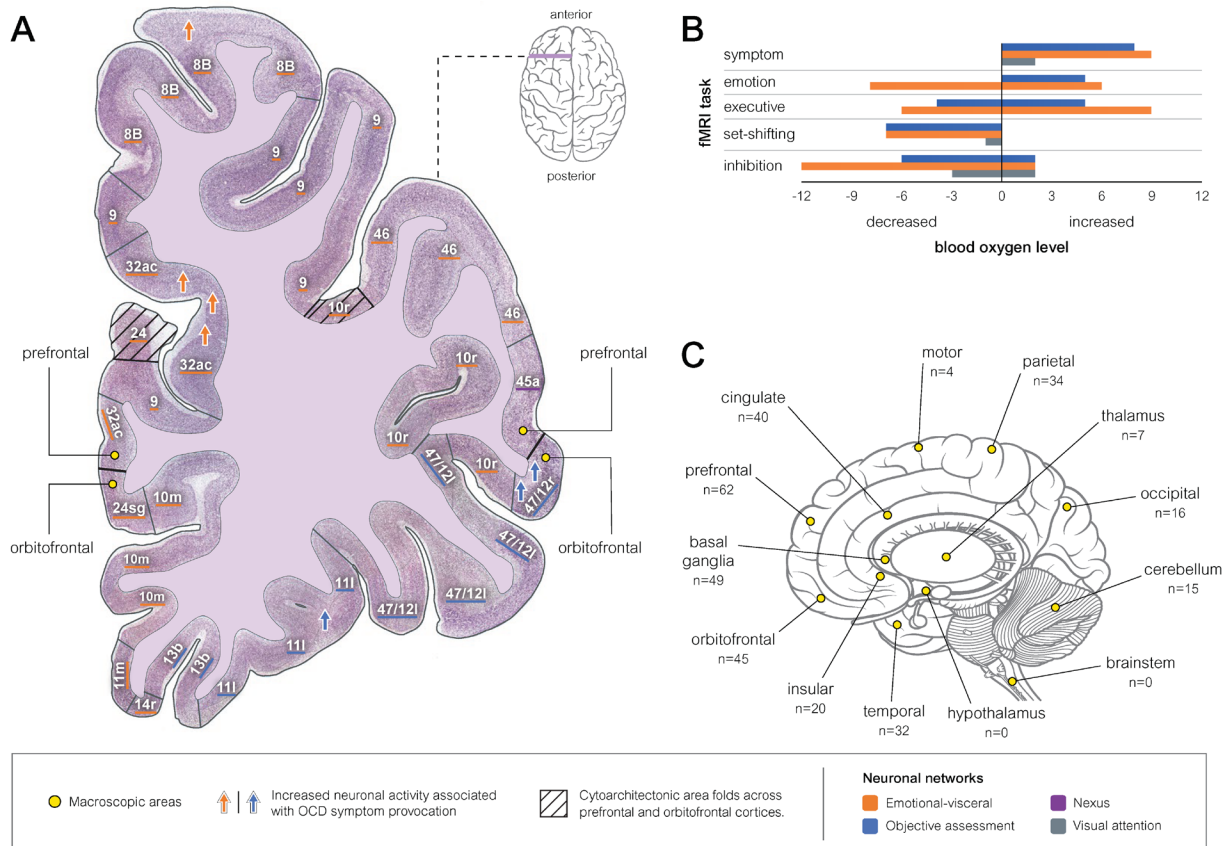 A
anterior
posterior
8B
8B
8B
8B
9
9
9
9
9
32ac
46
46
46
10r
24
32ac
9
32ac
prefrontal
orbitofrontal
10r
10r
10r
45a
47/12l
47/12r
prefrontal
orbitofrontal
24sg
10m
10m
10m
47/12l
47/12l
47/12l
11l
11l
11l
13b
13b
11m
14r
B
fMRI task
symptom
emotion
executive
set-shifting
inhibition
-12
-9
-6
-3
0
3
6
9
12
decreased
increased
blood oxygen level
C
motor
n=4
parietal
n=34
cingulate
n=40
thalamus
n=7
prefrontal
n=62
occipital
n=16
basal
ganglia
n=49
cerebellum
n=15
orbitofrontal
n=45
brainstem
n=0
insular
n=20
temporal
n=32
hypothalamus
n=0
Macroscopic areas
Increased neuronal activity associated
with OCD symptom provocation
Cytoarchitectonic area folds across
prefrontal and orbitofrontal cortices.
Neuronal networks
Emotional-visceral
Nexus
Objective assessment
Visual attention